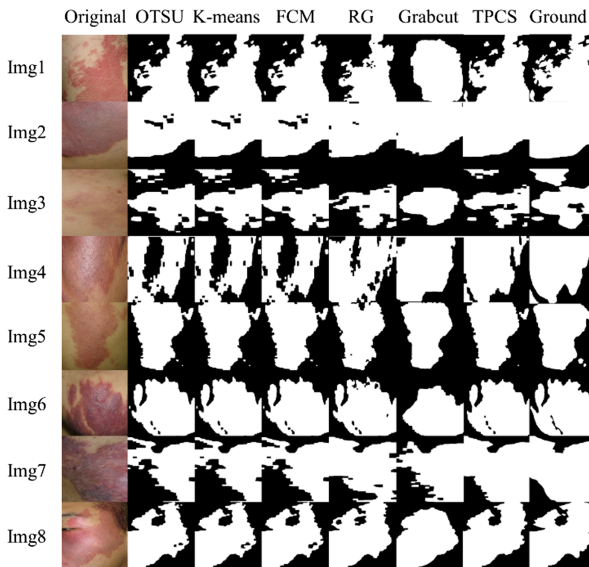 Original OTSU K-means FCM RG Grabcut TPCS Ground
Img1
Img2
Img3
Img4
Img5
Img6
Img7
Img8